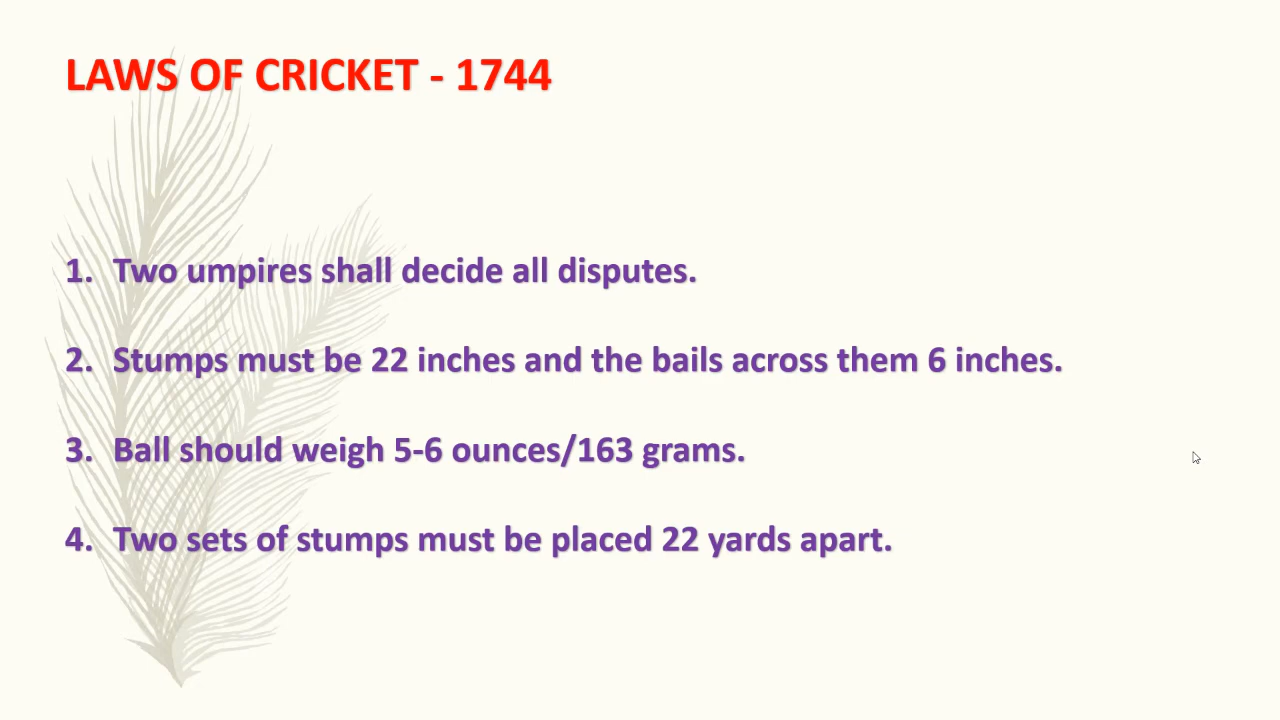 LAWS OF CRICKET - 1744
1. Two umpires shall decide all disputes.
2. Stumps must be 22 inches and the bails across them 6 inches.
3. Ball should weigh 5-6 ounces/163 grams.
4. Two sets of stumps must be placed 22 yards apart.